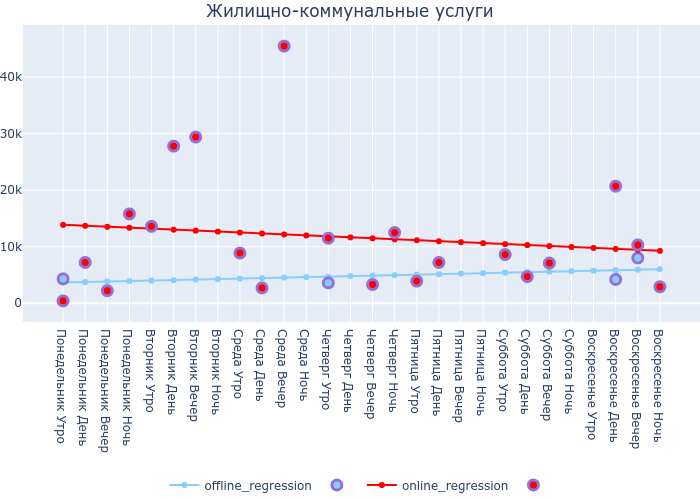 Жилищно-коммунальные услуги
40k
30k
20k
10k
0
Понедельник Утро
Понедельник День
Понедельник Вечер
Понедельник Ночь
Вторник Утро
Вторник День
Вторник Вечер
Вторник Ночь
Среда Утро
Среда День
Среда Вечер
Среда Ночь
Четверг Утро
Четверг День
Четверг Вечер
Четверг Ночь
Пятница Утро
Пятница День
Пятница Вечер
Пятница Ночь
Суббота Утро
Суббота День
Суббота Вечер
Суббота Ночь
Воскресенье Утро
Воскресенье День
Воскресенье Вечер
Воскресенье Ночь
offline_regression
online_regression